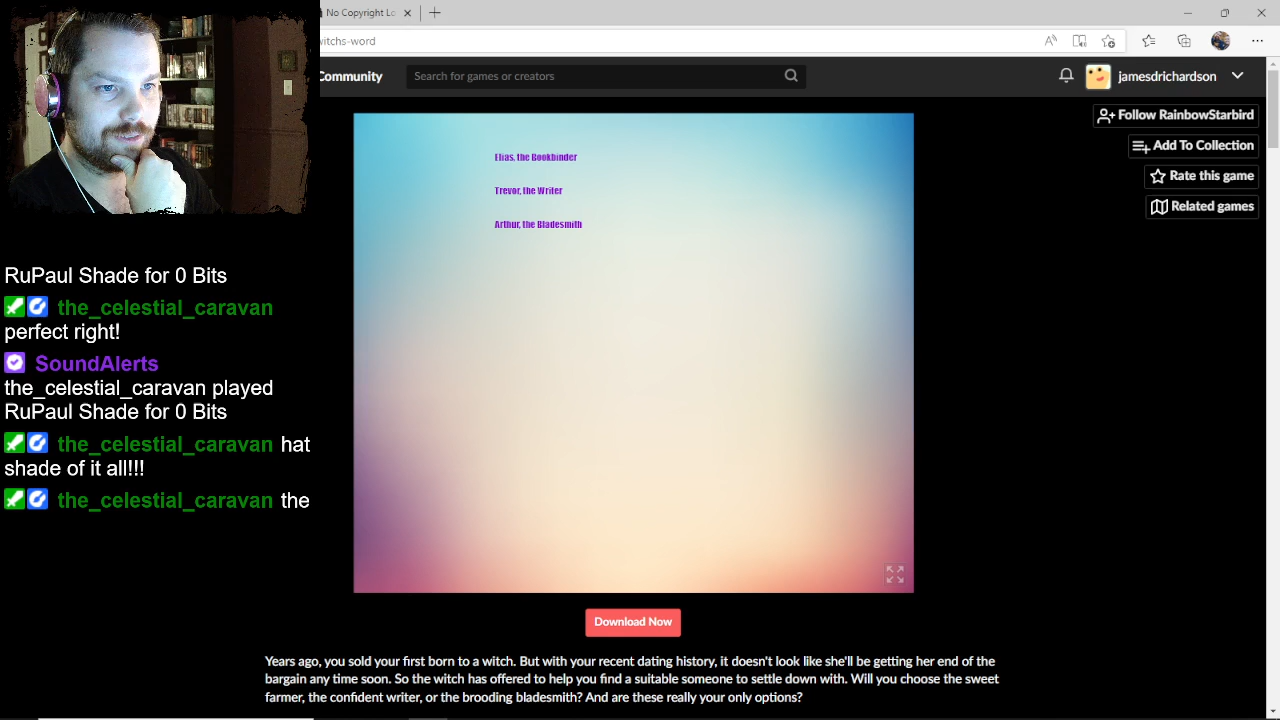 No Copyright Lo
itchs-word
Community
Search for games or creators
jamesdrichardson
Follow RainbowStarbird
Add To Collection
Rate this game
Related games
Elias, the Bookbinder
Trevor, the Writer
Arthur, the Bladesmith
RuPaul Shade for 0 Bits
the_celestial_caravan
perfect right!
SoundAlerts
the_celestial_caravan played
RuPaul Shade for 0 Bits
the_celestial_caravan hat
shade of it all!!!
the_celestial_caravan the
Download Now
Years ago, you sold your first born to a witch. But with your recent dating history, it doesn't look like she'll be getting her end of the
bargain any time soon. So the witch has offered to help you find a suitable someone to settle down with. Will you choose the sweet
farmer, the confident writer, or the brooding bladesmith? And are these really your only options?